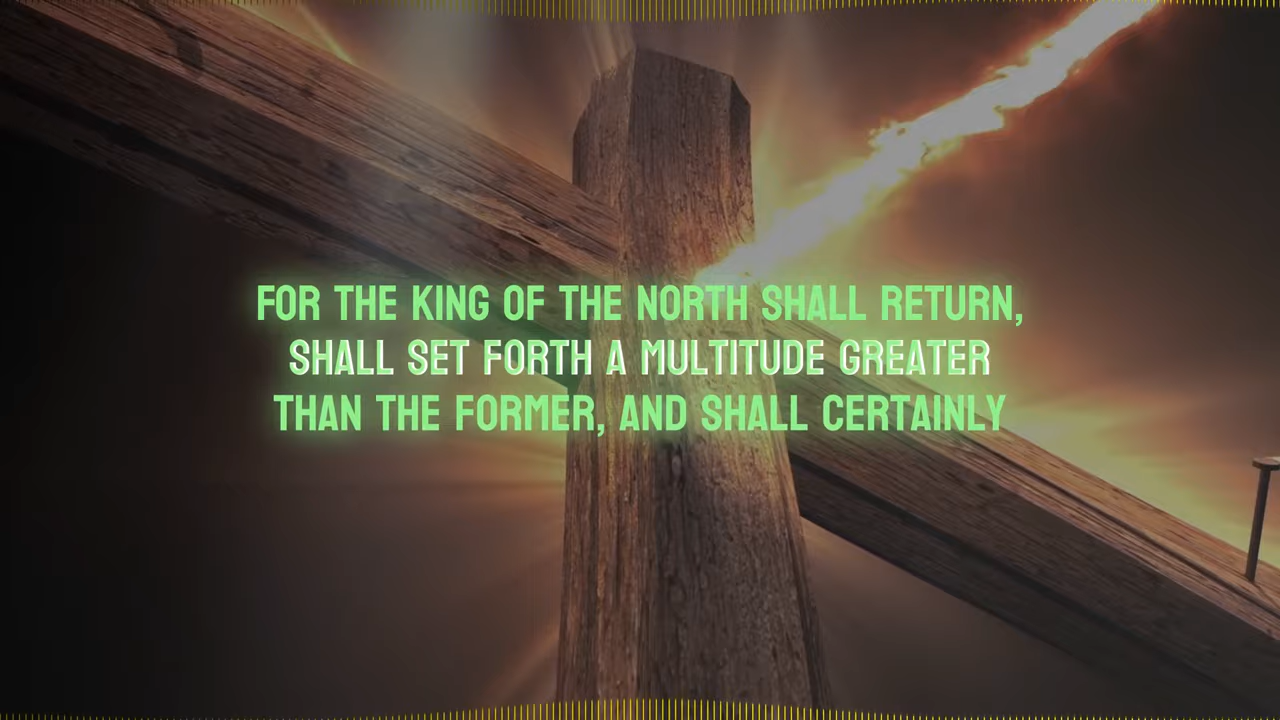 FOR THE KING OF THE NORTH SHALL RETURN,
SHALL SET FORTH A MULTITUDE GREATER
THAN THE FORMER, AND SHALL CERTAINLY